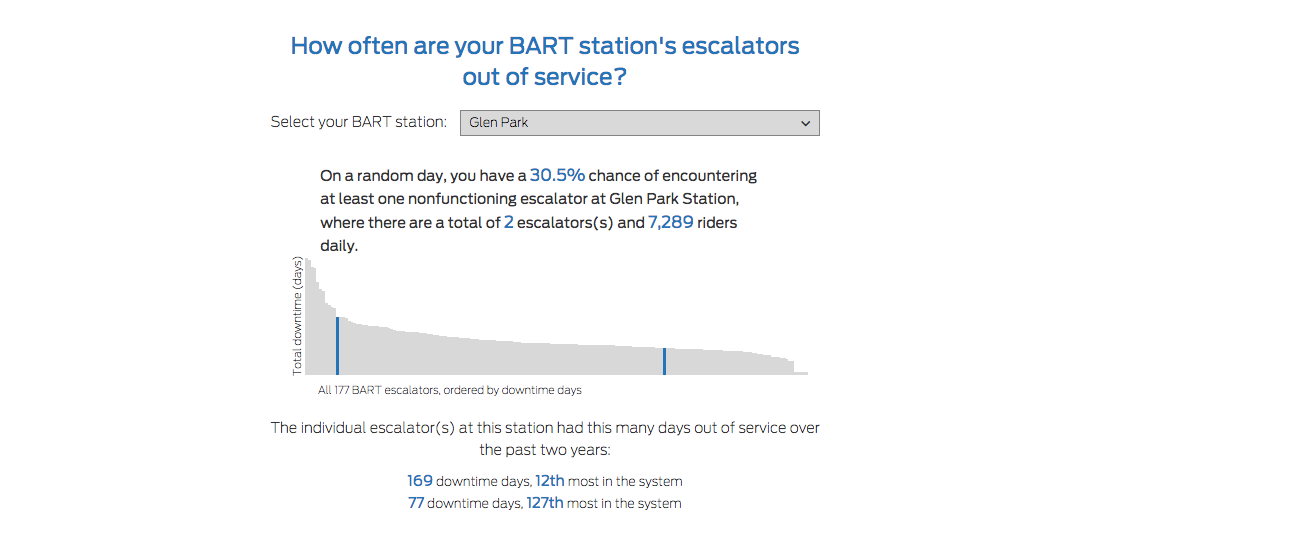 How often are your BART station's escalators
out of service?
Select your BART station:
Glen Park
On a random day, you have a 30.5% chance of encountering
at least one nonfunctioning escalator at Glen Park Station,
where there are a total of 2 escalators(s) and 7,289 riders
daily.
Total downtime (days)
All 177 BART escalators, ordered by downtime days
The individual escalator(s) at this station had this many days out of service over
the past two years:
169 downtime days, 12th most in the system
77 downtime days, 127th most in the system